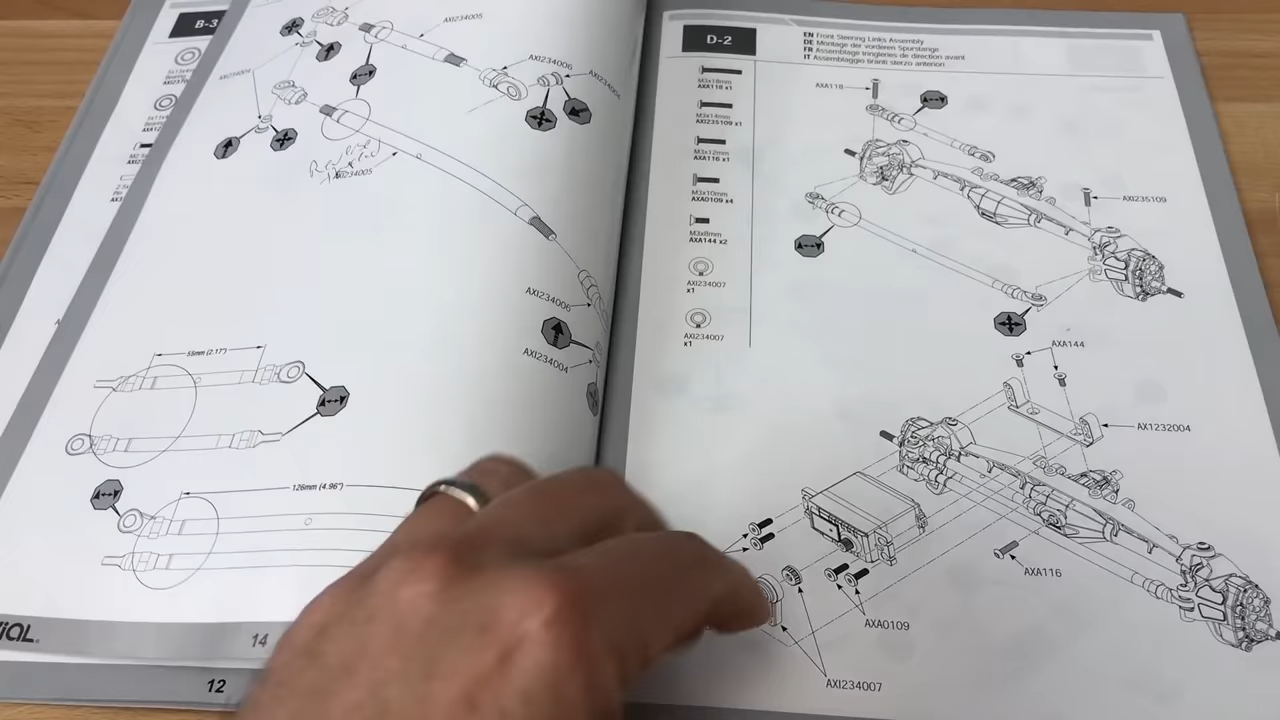 B-3
AXI234005
AXI234006
AXI234004
AXI234004
AXI234005
AXI234006
AXI234004
55mm (2.17")
126mm (4.96")
14
12
D-2
EN Front Steering Links Assembly
DE Montage der vorderen Spurstange
FR Assemblage tringleries de direction avant
IT Assemblaggio tiranti sterzo anteriori
M3x18mm
AXA118 x1
M3x14mm
AXI235109 x1
M3x12mm
AXA116 x1
M3x10mm
AXA0109 x4
M3x8mm
AXA144 x2
AXI234007
x1
AXI234007
x1
AXA118
AXI235109
AXA144
AX1232004
AXA116
AXA0109
AXI234007